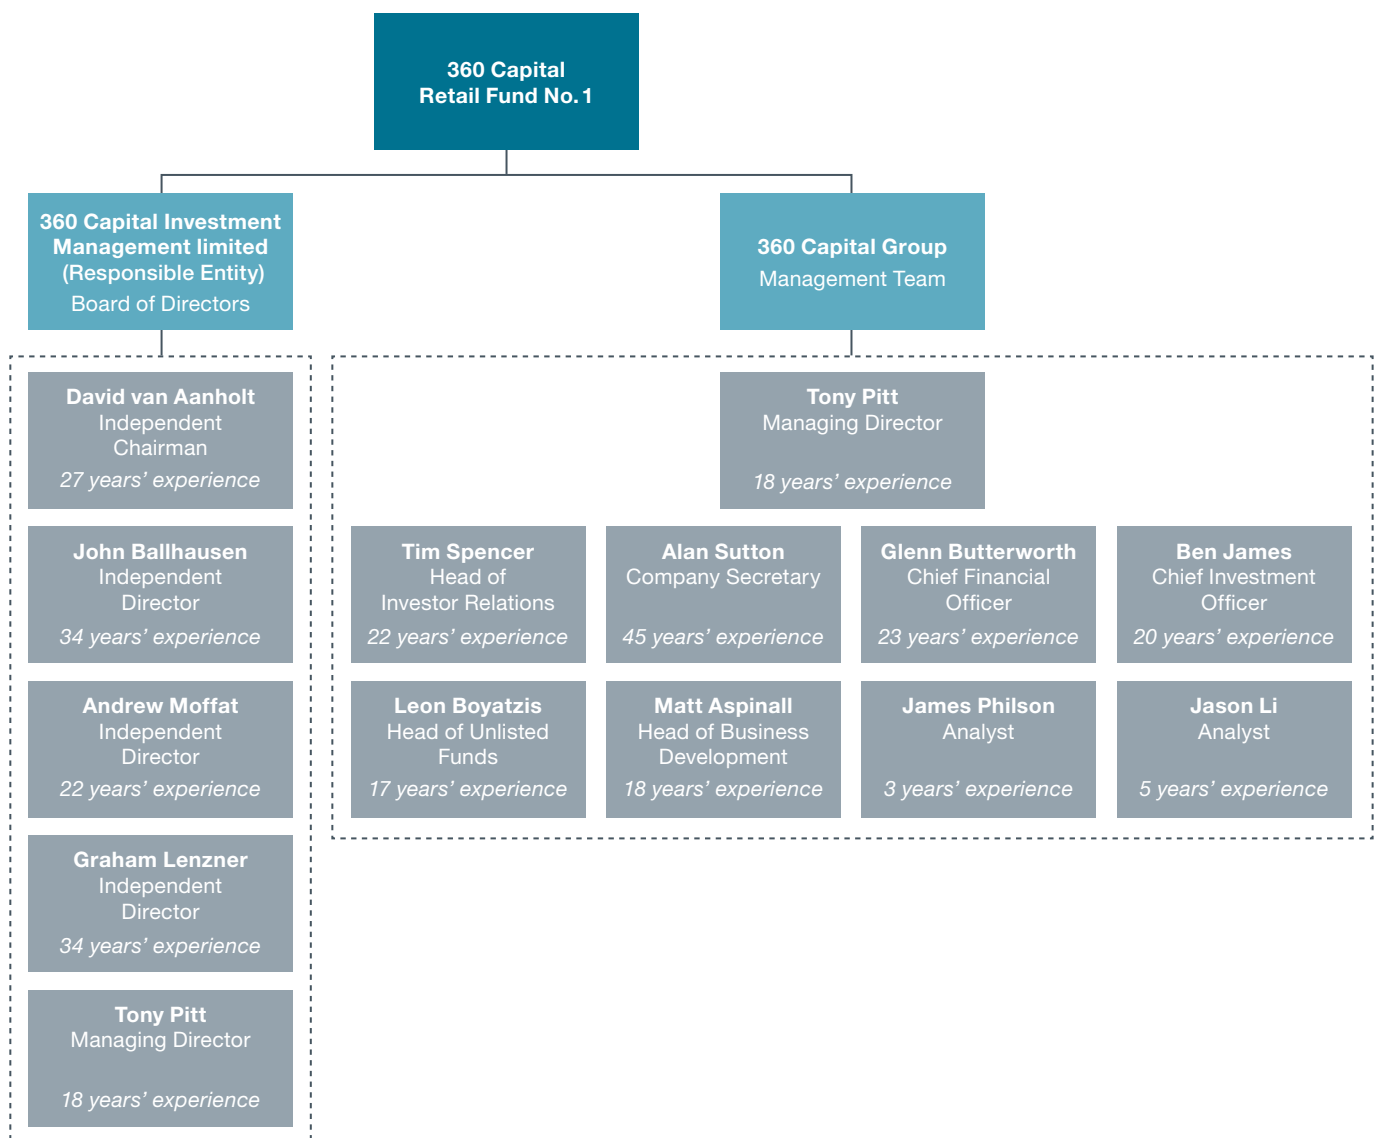 360 Capital
Retail Fund No. 1
360 Capital Investment
Management limited
(Responsible Entity)
Board of Directors
360 Capital Group
Management Team
David van Aanholt
Independent
Chairman
27 years’ experience
John Ballhausen
Independent
Director
34 years’ experience
Andrew Moffat
Independent
Director
22 years’ experience
Graham Lenzner
Independent
Director
34 years’ experience
Tony Pitt
Managing Director
18 years’ experience
Tony Pitt
Managing Director
18 years’ experience
Tim Spencer
Head of
Investor Relations
22 years’ experience
Alan Sutton
Company Secretary
45 years’ experience
Glenn Butterworth
Chief Financial
Officer
23 years’ experience
Ben James
Chief Investment
Officer
20 years’ experience
Leon Boyatzis
Head of Unlisted
Funds
17 years’ experience
Matt Aspinall
Head of Business
Development
18 years’ experience
James Philson
Analyst
3 years’ experience
Jason Li
Analyst
5 years’ experience